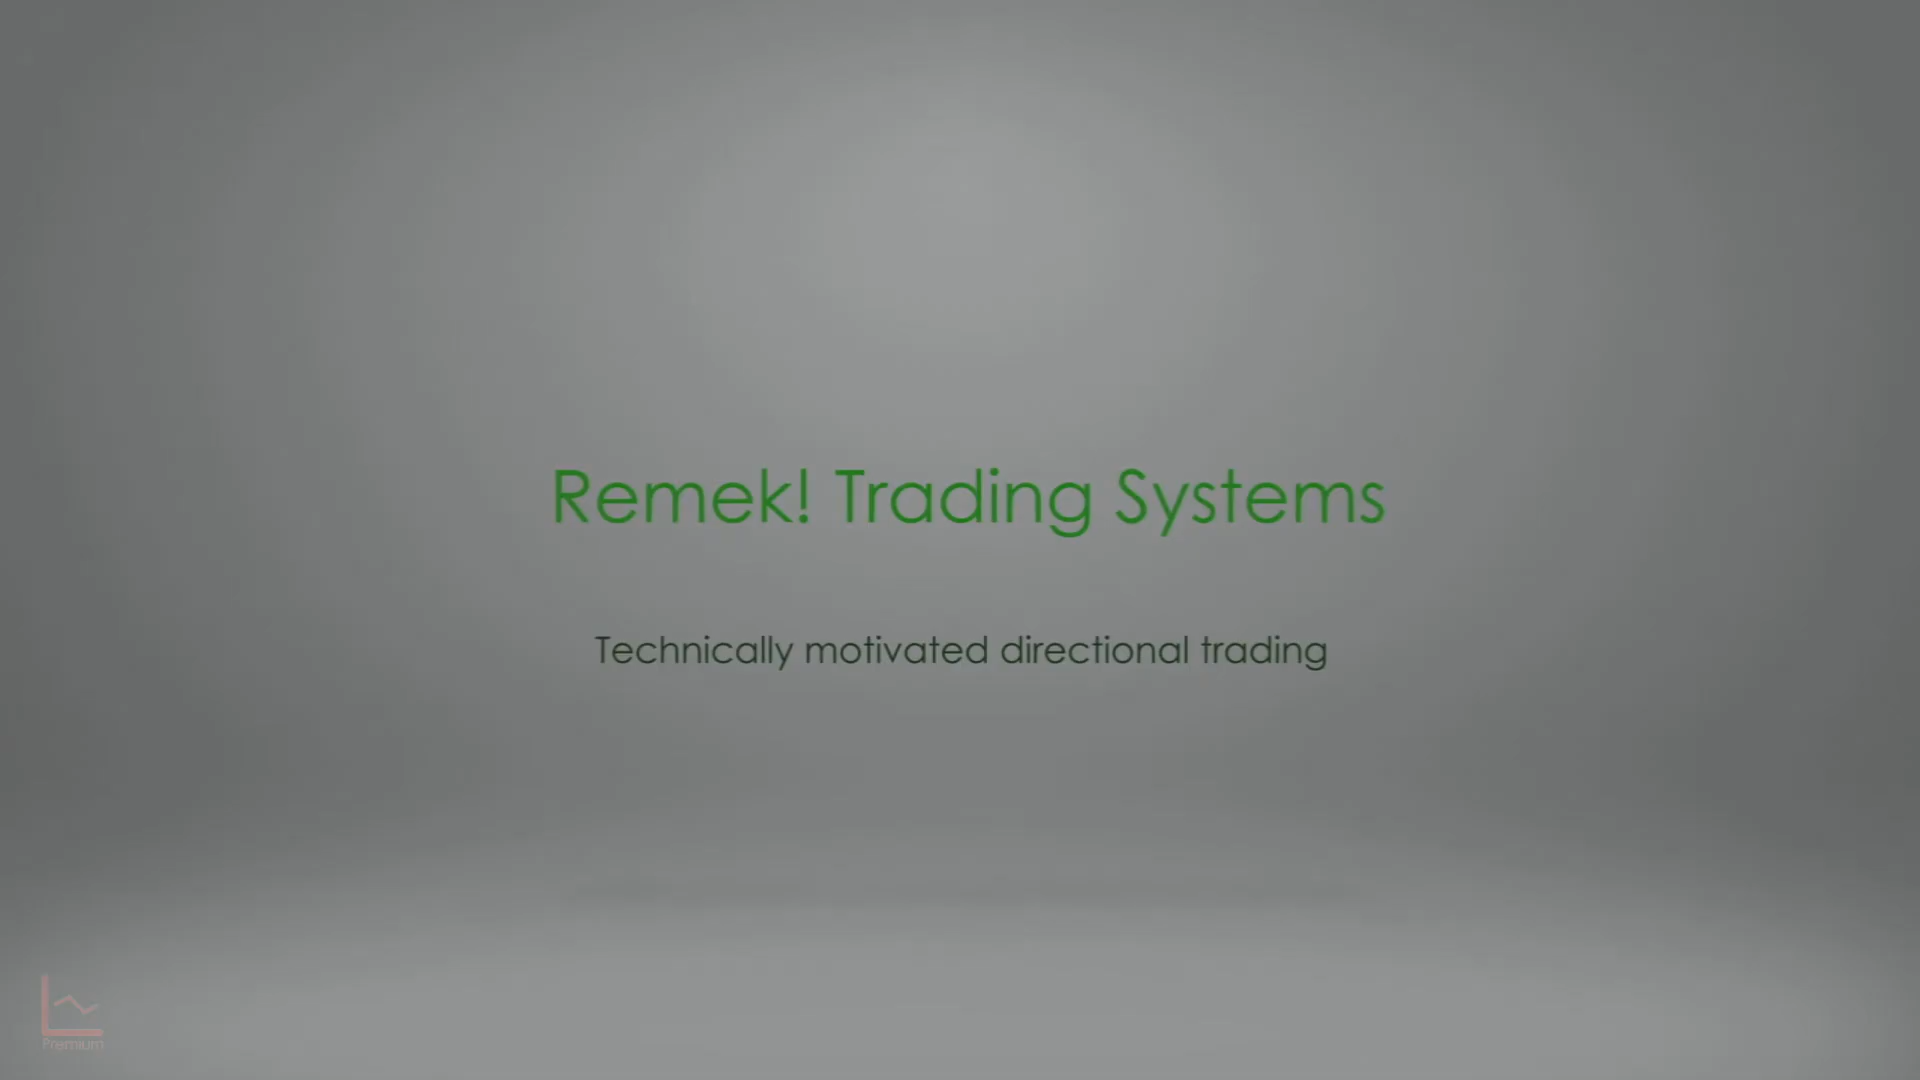 Remek! Trading Systems
Technically motivated directional trading
Premium